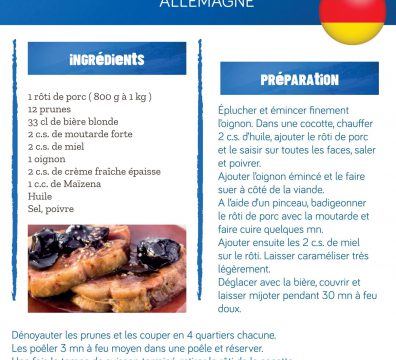 ALLEMAGNE
INGRÉDIENTS
1 rôti de porc ( 800 g à 1 kg )
12 prunes
33 cl de bière blonde
2 c.s. de moutarde forte
2 c.s. de miel
1 oignon
2 c.s. de crème fraîche épaisse
1 c.c. de Maïzena
Huile
Sel, poivre
PRÉPARATION
Éplucher et émincer finement
l'oignon. Dans une cocotte, chauffer
2 c.s. d'huile, ajouter le rôti de porc
et le saisir sur toutes les faces, saler
et poivrer.
Ajouter l'oignon émincé et le faire
suer à côté de la viande.
A l'aide d'un pinceau, badigeonner
le rôti de porc avec la moutarde et
faire cuire quelques mn.
Ajouter ensuite les 2 c.s. de miel
sur le rôti. Laisser caraméliser très
légèrement.
Déglacer avec la bière, couvrir et
laisser mijoter pendant 30 mn à feu
doux.
Dénoyauter les prunes et les couper en 4 quartiers chacune.
Les poêler 3 mn à feu moyen dans une poêle et réserver.